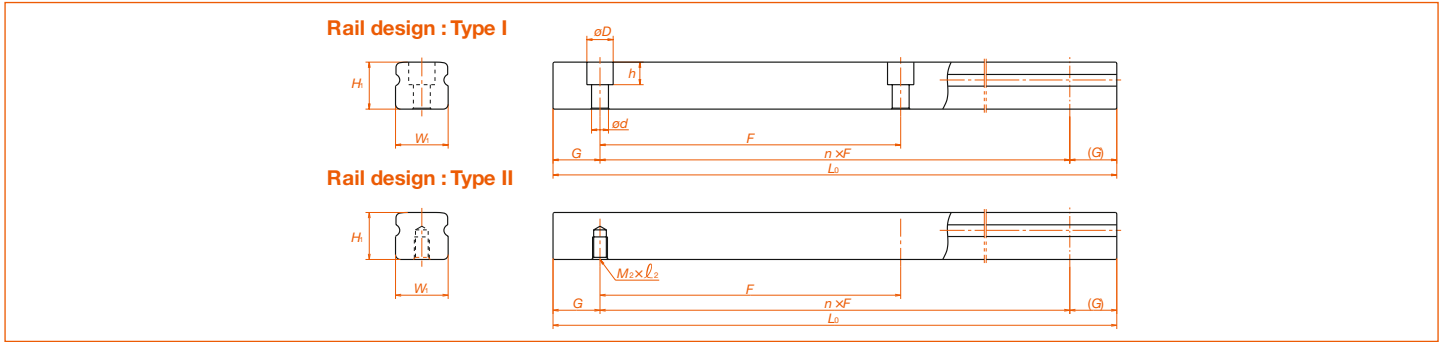 Rail design : Type I
øD
h
H₁
ød
W₁
F
G
n×F
(G)
L₀
Rail design : Type II
H₁
M₂×ℓ₂
W₁
F
G
n×F
(G)
L₀